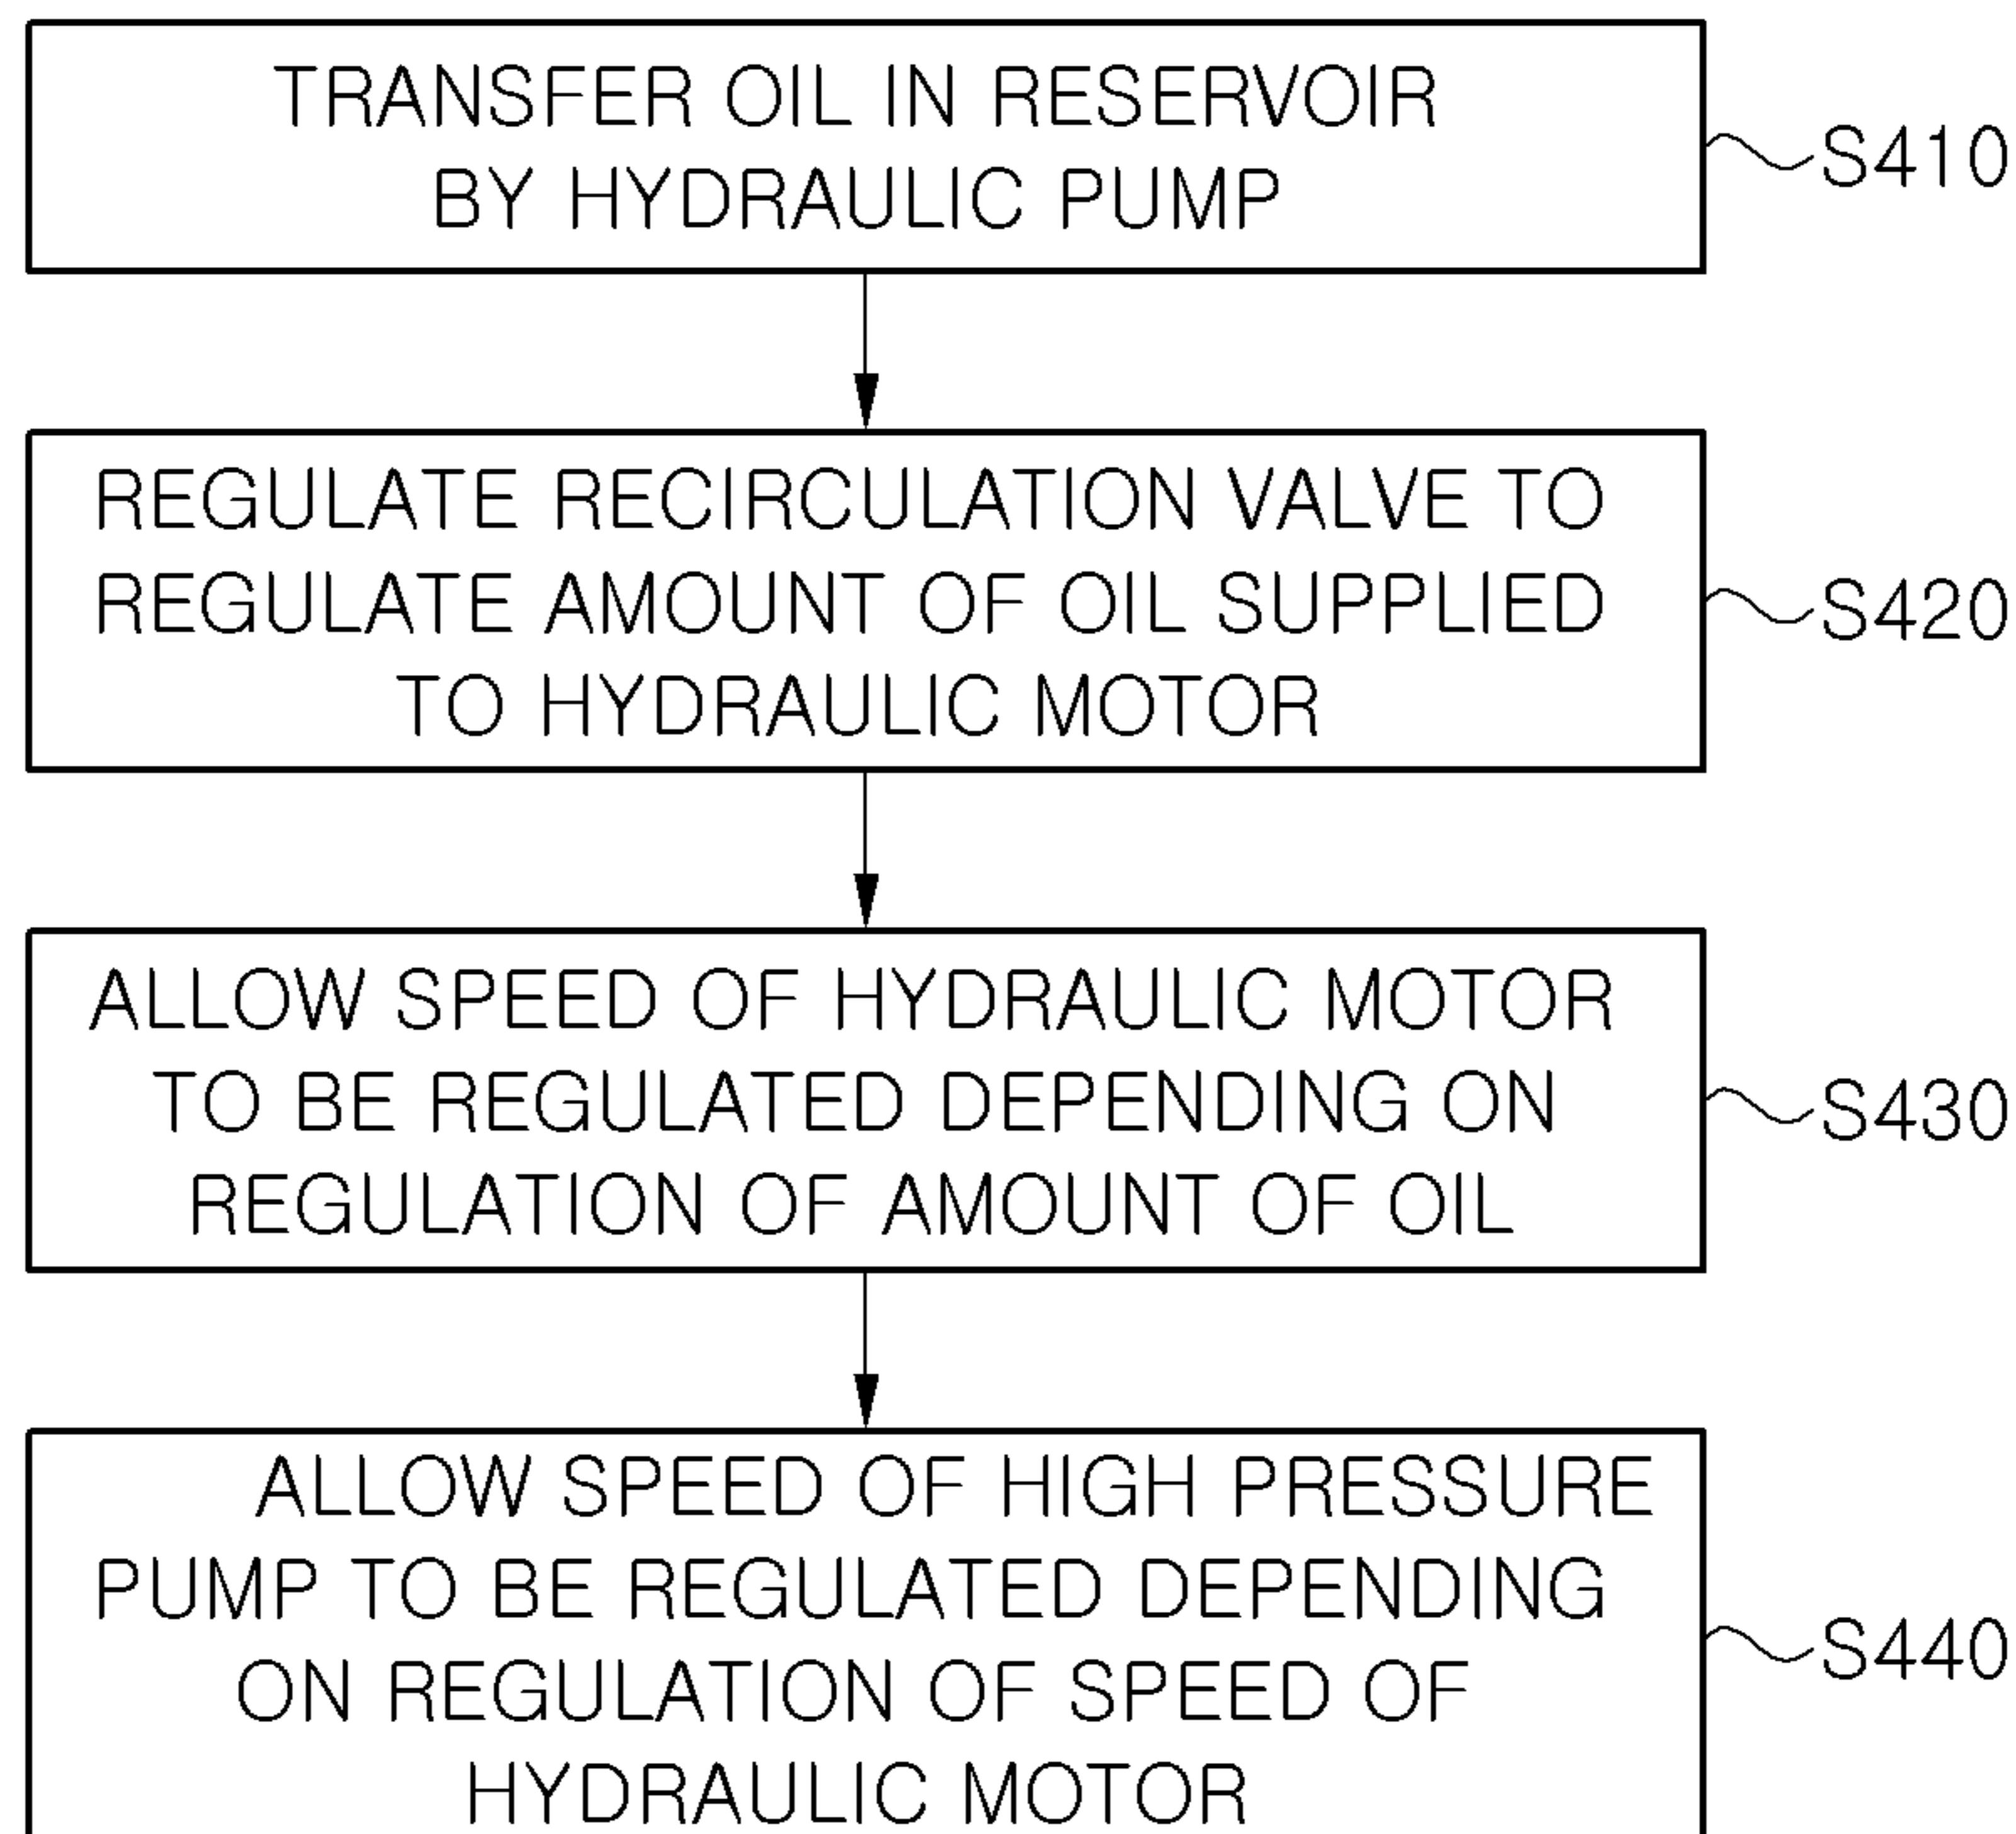 TRANSFER OIL IN RESERVOIR
BY HYDRAULIC PUMP
S410
REGULATE RECIRCULATION VALVE TO
REGULATE AMOUNT OF OIL SUPPLIED
TO HYDRAULIC MOTOR
S420
ALLOW SPEED OF HYDRAULIC MOTOR
TO BE REGULATED DEPENDING ON
REGULATION OF AMOUNT OF OIL
S430
ALLOW SPEED OF HIGH PRESSURE
PUMP TO BE REGULATED DEPENDING
ON REGULATION OF SPEED OF
HYDRAULIC MOTOR
S440